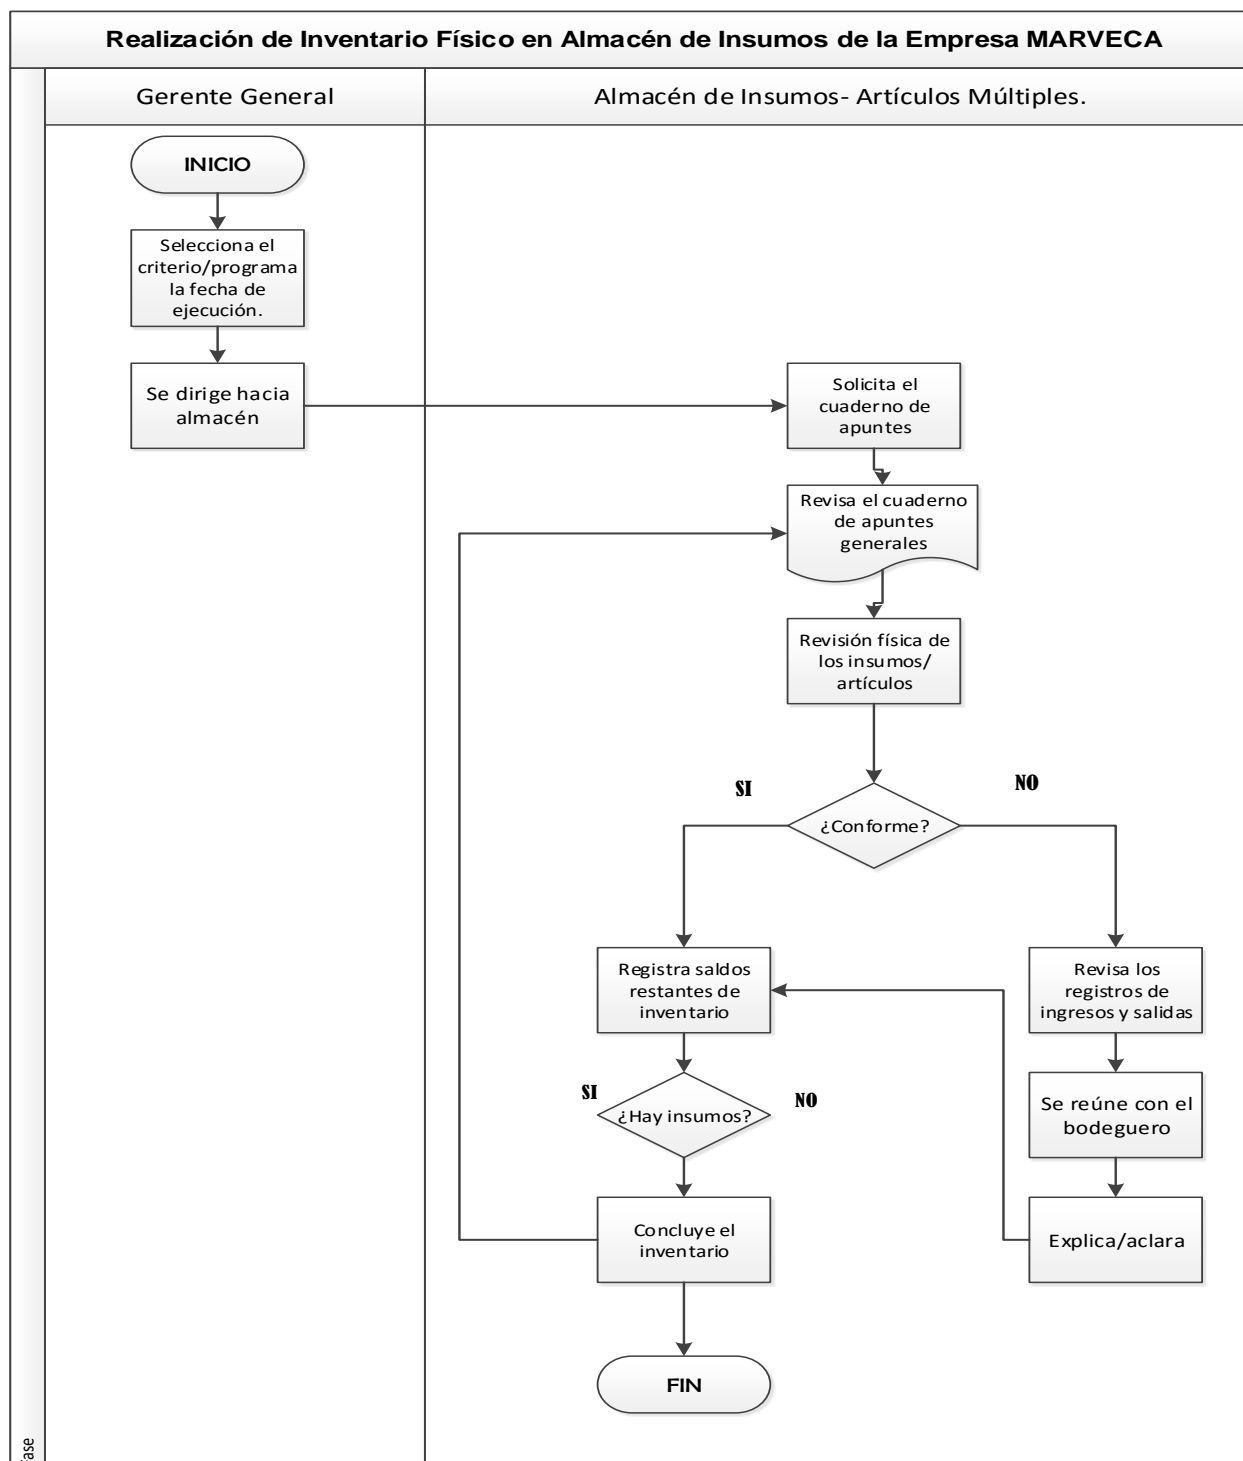 Realización de Inventario Físico en Almacén de Insumos de la Empresa MARVECA
Gerente General
Almacén de Insumos- Artículos Múltiples.
INICIO
Selecciona el
criterio/programa
la fecha de
ejecución.
Se dirige hacia
almacén
Solicita el
cuaderno de
apuntes
Revisa el cuaderno
de apuntes
generales
Revisión física de
los insumos/
artículos
SI
NO
¿Conforme?
Registra saldos
restantes de
inventario
Revisa los
registros de
ingresos y salidas
SI
NO
¿Hay insumos?
Se reúne con el
bodeguero
Concluye el
inventario
Explica/aclara
FIN